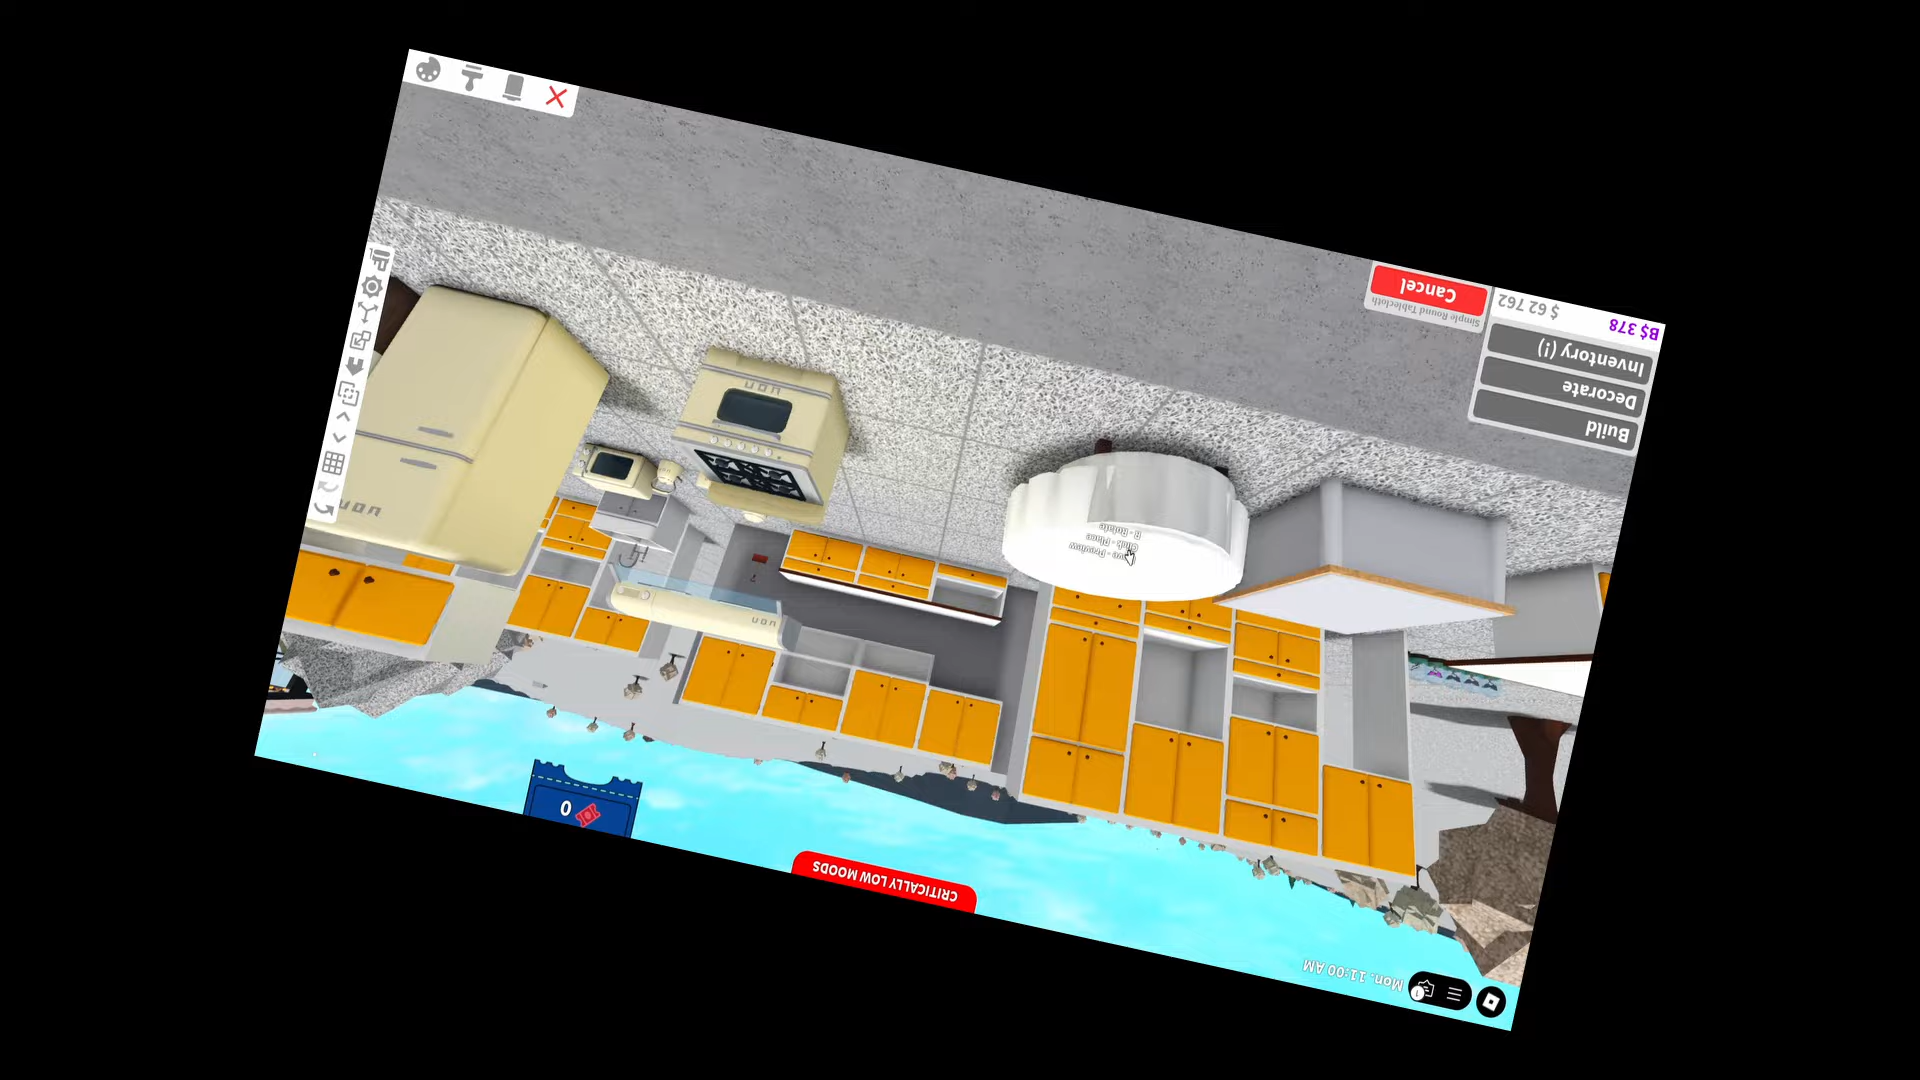 Mon. 11:00 AM
CRITICALLY LOW MOODS
0
Build
Decorate
Inventory (!)
B$ 378
$ 62 762
Simple Round Tablecloth
Cancel
- Preview
Click - Place
R - Rotate